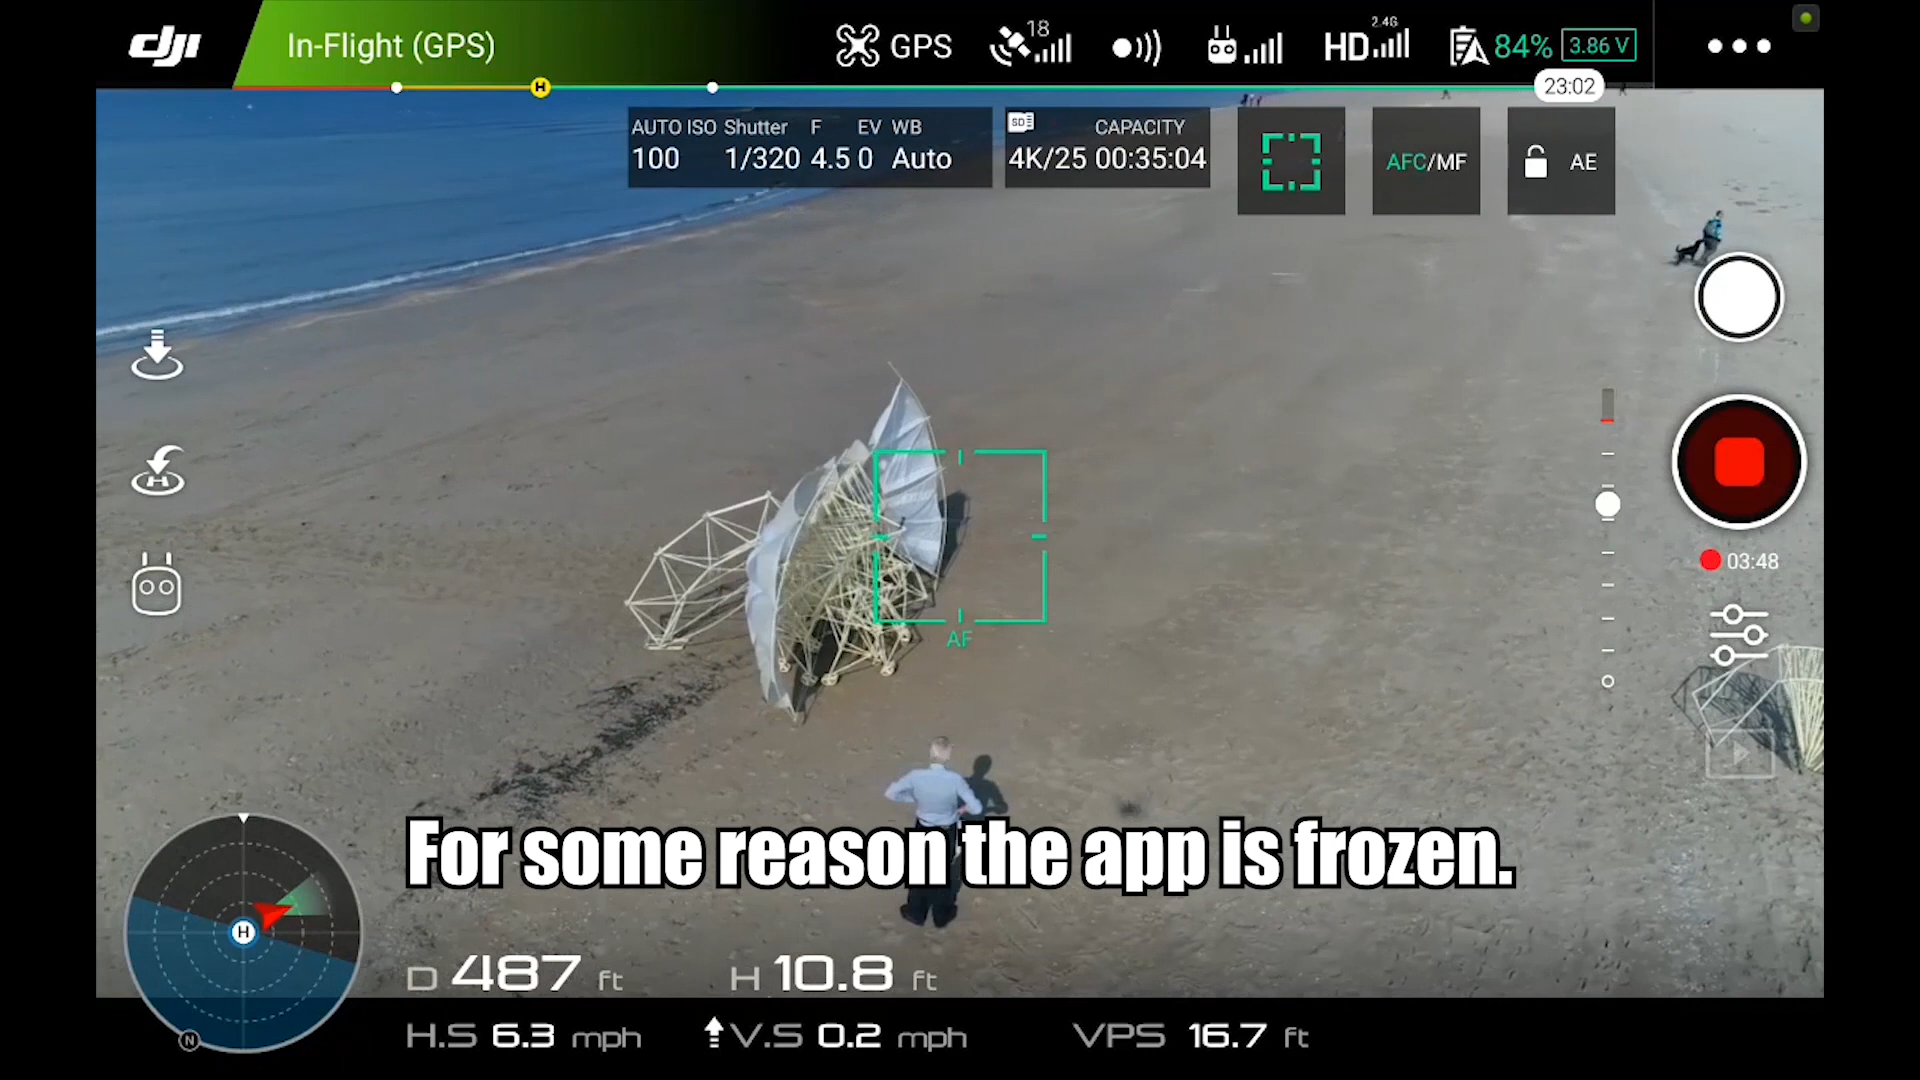 dji In-Flight (GPS) GPS 18 HD 2.4G 84% 3.86 V
H 23:02
AUTO ISO Shutter F EV WB
100 1/320 4.5 0 Auto
SD CAPACITY
4K/25 00:35:04
AFC/MF
AE
H
03:48
AF
For some reason the app is frozen.
H
N
D 487 ft H 10.8 ft
H.S 6.3 mph V.S 0.2 mph VPS 16.7 ft